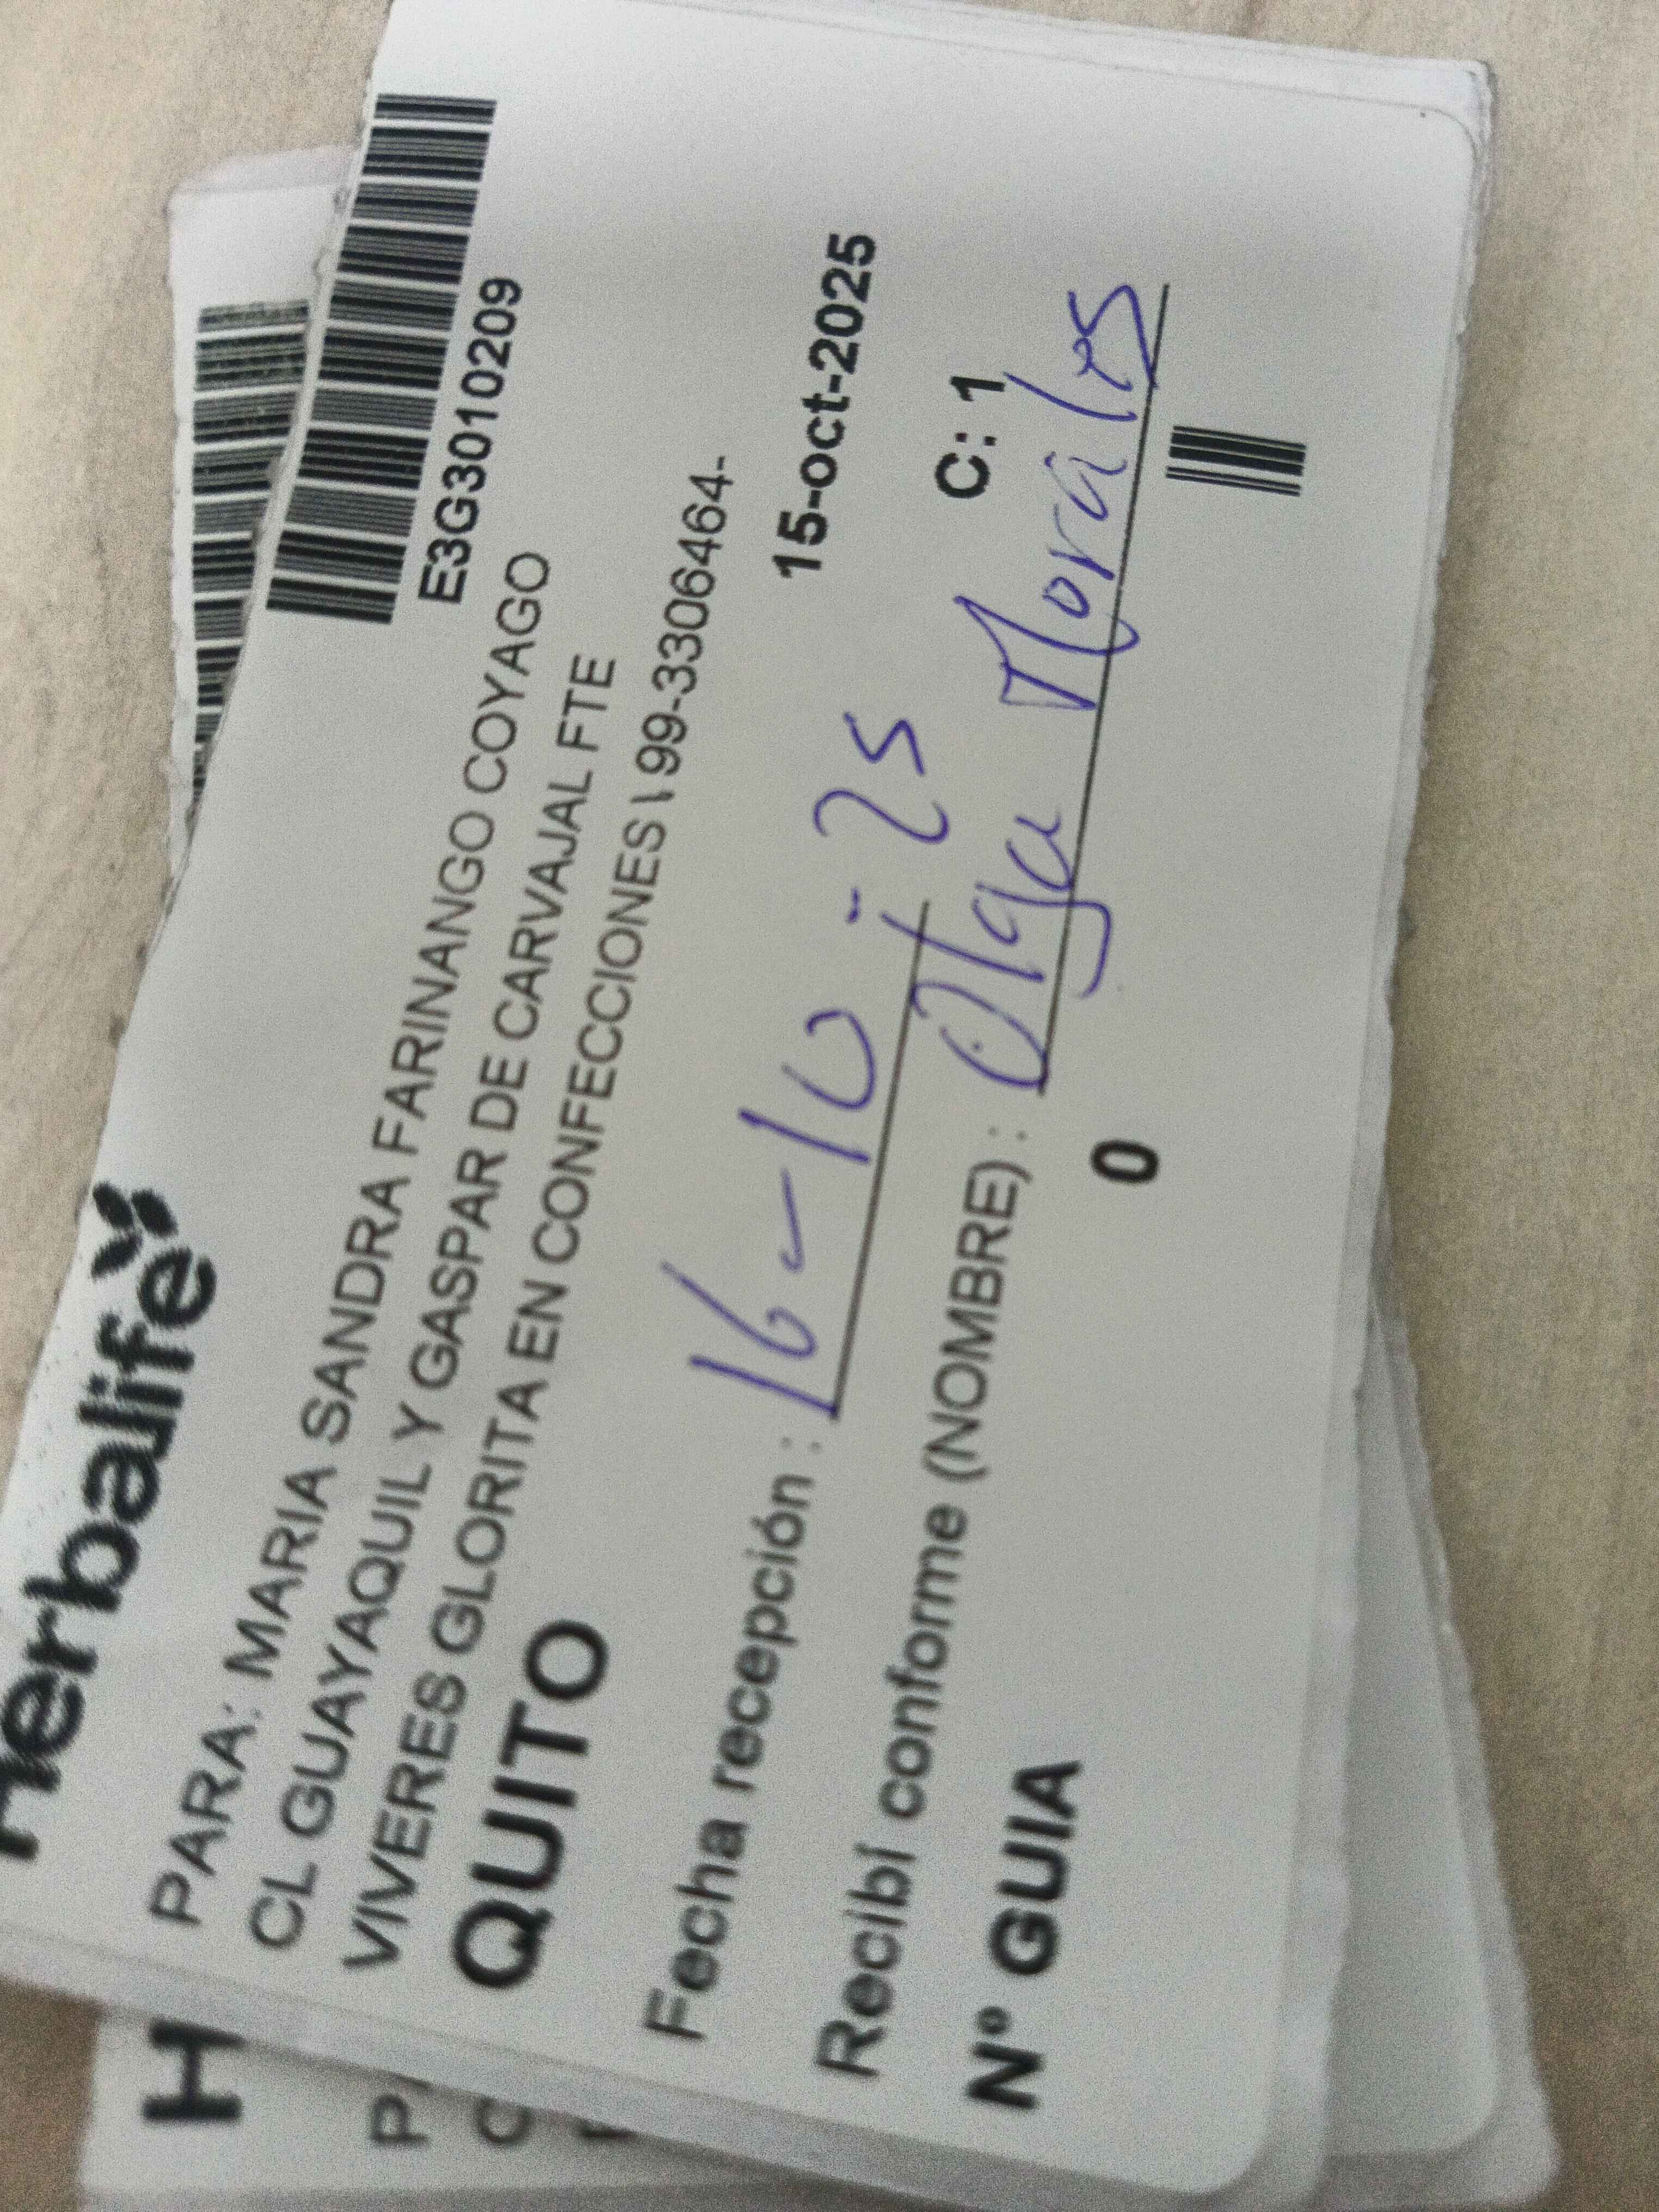 Herbalife
E3G3010209
PARA: MARIA SANDRA FARINANGO COYAGO
CL GUAYAQUIL Y GASPAR DE CARVAJAL FTE
VIVERES GLORITA EN CONFECCIONES \ 99-3306464-
QUITO
15-oct-2025
Fecha recepción : 16-10-25
C: 1
Recibí conforme (NOMBRE) : Olga Morales
Nº GUIA 0
H
P
C